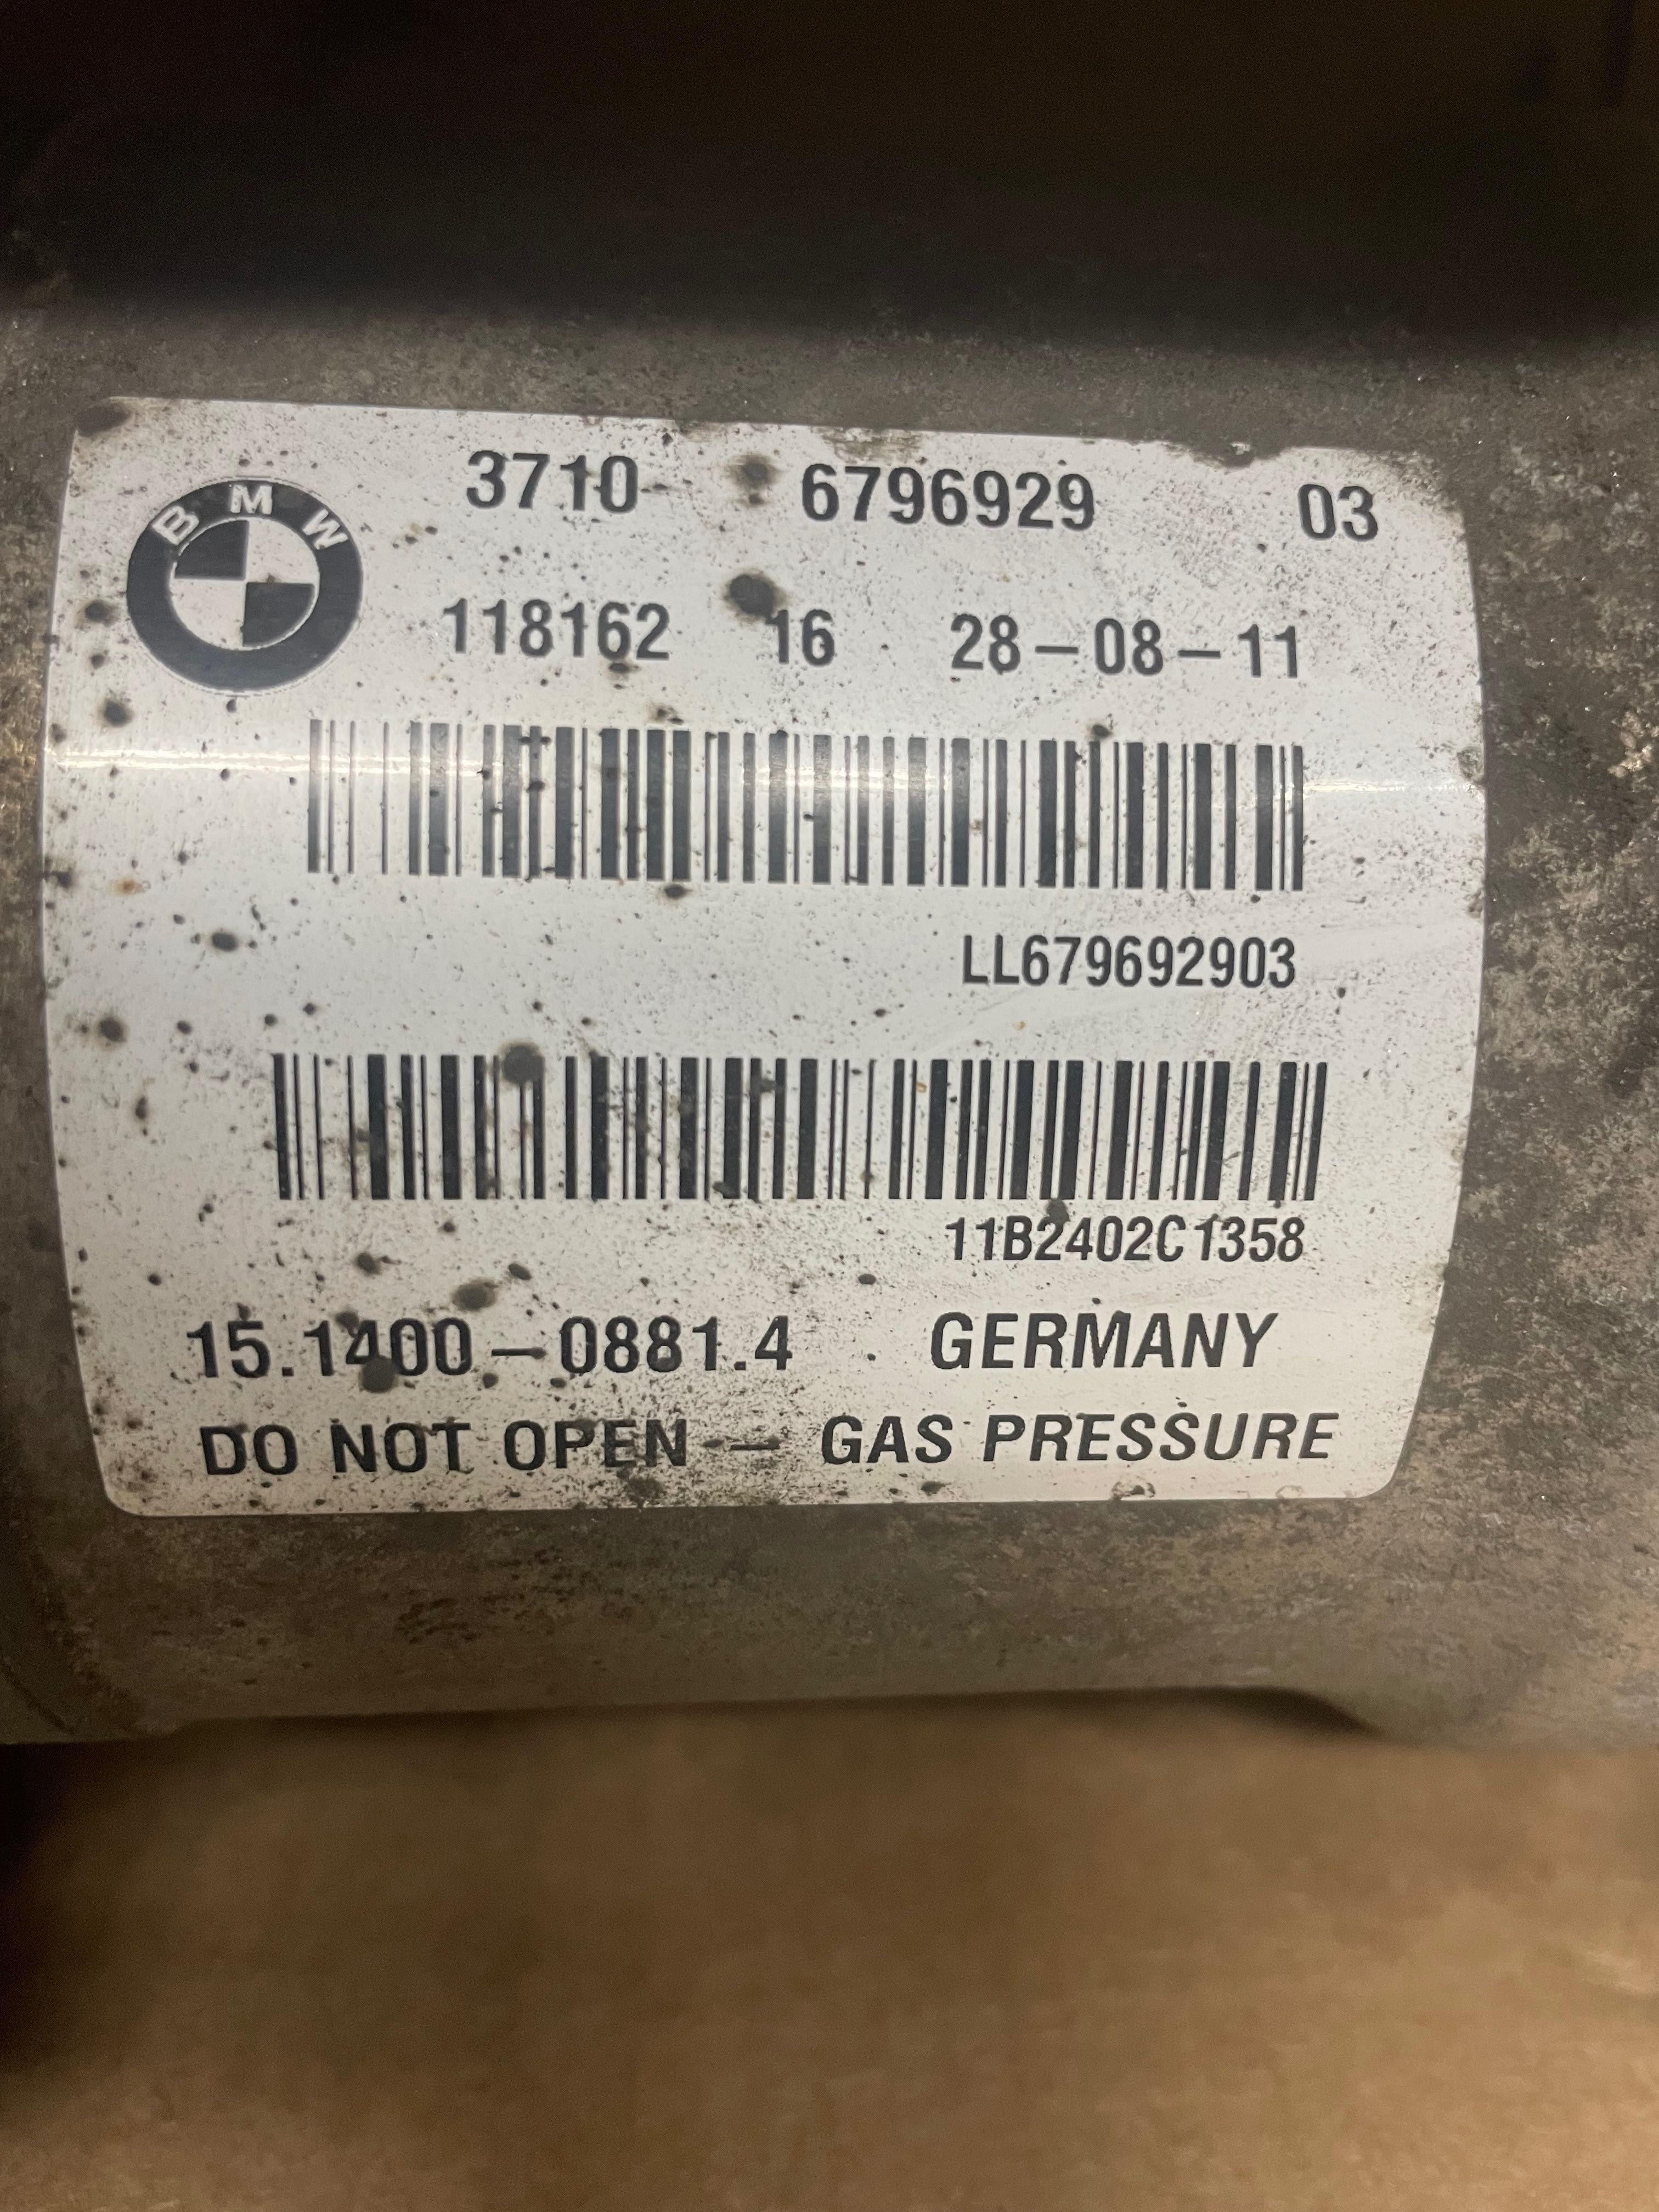 BMW
3710 6796929 03
118162 16 28-08-11
LL679692903
11B2402C1358
15.1400-0881.4 GERMANY
DO NOT OPEN - GAS PRESSURE